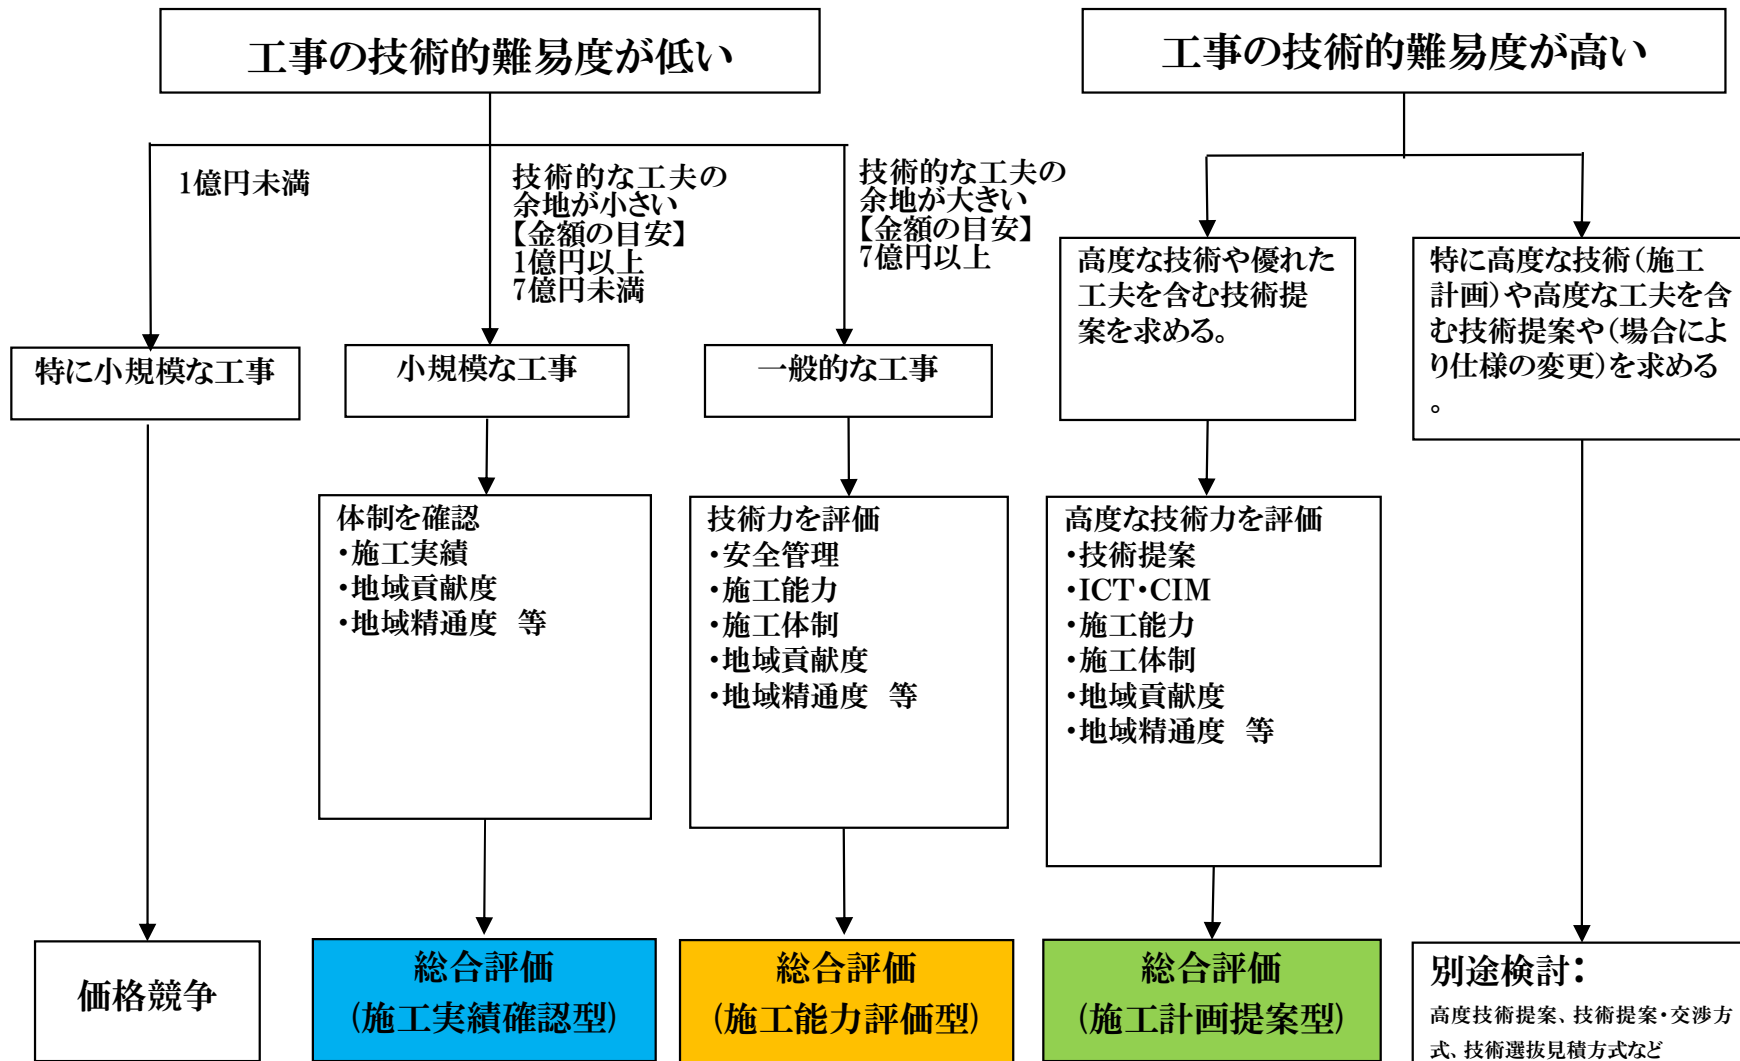 工事の技術的難易度が低い
工事の技術的難易度が高い
1億円未満
技術的な工夫の
余地が小さい
【金額の目安】
1億円以上
7億円未満
技術的な工夫の
余地が大きい
【金額の目安】
7億円以上
特に小規模な工事
小規模な工事
一般的な工事
高度な技術や優れた
工夫を含む技術提
案を求める。
特に高度な技術(施工
計画)や高度な工夫を含
む技術提案や(場合によ
り仕様の変更)を求める
。
体制を確認
・施工実績
・地域貢献度
・地域精通度 等
技術力を評価
・安全管理
・施工能力
・施工体制
・地域貢献度
・地域精通度 等
高度な技術力を評価
・技術提案
・ICT・CIM
・施工能力
・施工体制
・地域貢献度
・地域精通度 等
価格競争
総合評価
(施工実績確認型)
総合評価
(施工能力評価型)
総合評価
(施工計画提案型)
別途検討：
高度技術提案、技術提案・交渉方
式、技術選抜見積方式など